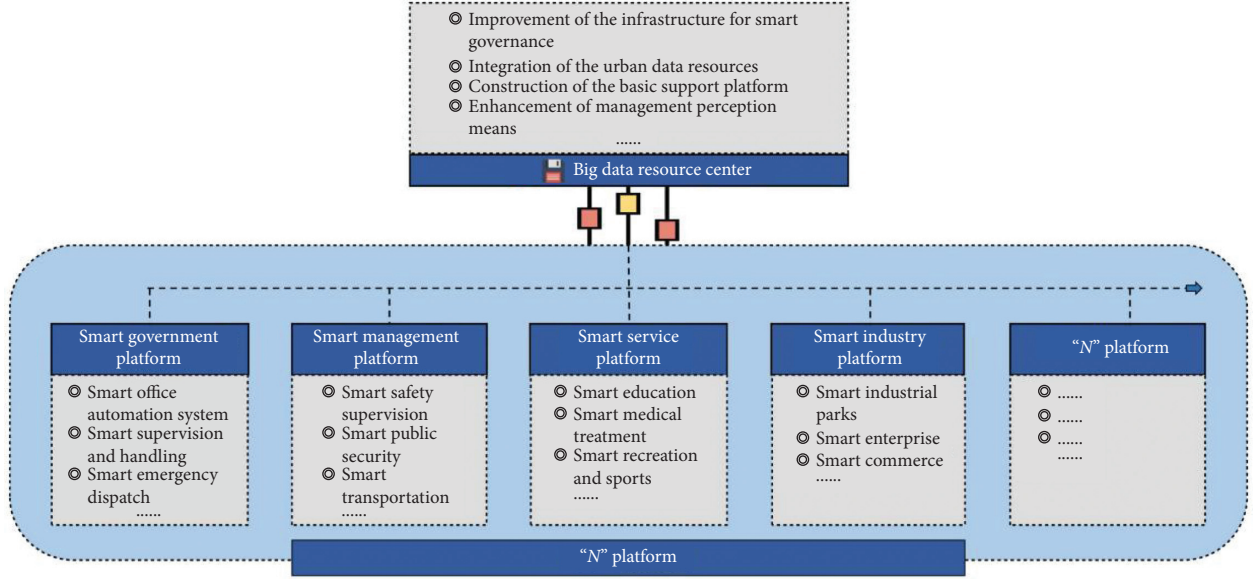 ◎ Improvement of the infrastructure for smart
governance
◎ Integration of the urban data resources
◎ Construction of the basic support platform
◎ Enhancement of management perception
means
......
Big data resource center
Smart government
platform
◎ Smart office
automation system
◎ Smart supervision
and handling
◎ Smart emergency
dispatch
......
Smart management
platform
◎ Smart safety
supervision
◎ Smart public
security
◎ Smart
transportation
......
Smart service
platform
◎ Smart education
◎ Smart medical
treatment
◎ Smart recreation
and sports
......
Smart industry
platform
◎ Smart industrial
parks
◎ Smart enterprise
◎ Smart commerce
......
“N” platform
◎ ......
◎ ......
◎ ......
......
“N” platform